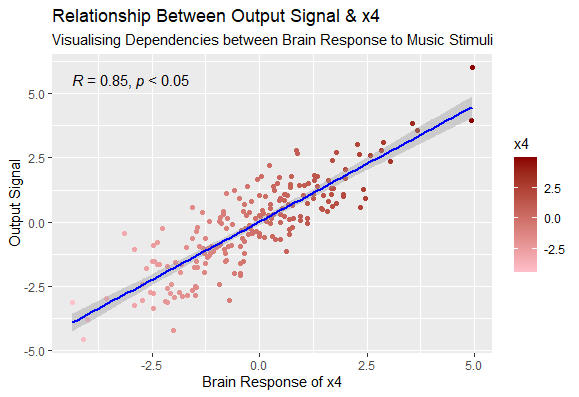 Relationship Between Output Signal & x4
Visualising Dependencies between Brain Response to Music Stimuli
R = 0.85, p < 0.05
5.0
2.5
0.0
-2.5
-5.0
Output Signal
-2.5
0.0
2.5
5.0
Brain Response of x4
x4
2.5
0.0
-2.5